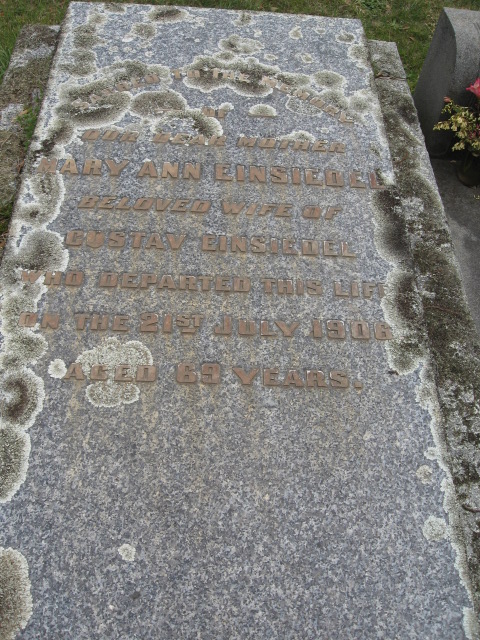 TO THE MEMORY
OF
OUR DEAR MOTHER
MARY ANN EINSIEDEL
BELOVED WIFE OF
GUSTAV EINSIEDEL
WHO DEPARTED THIS LIFE
ON THE 21ST JULY 1906
AGED 69 YEARS.